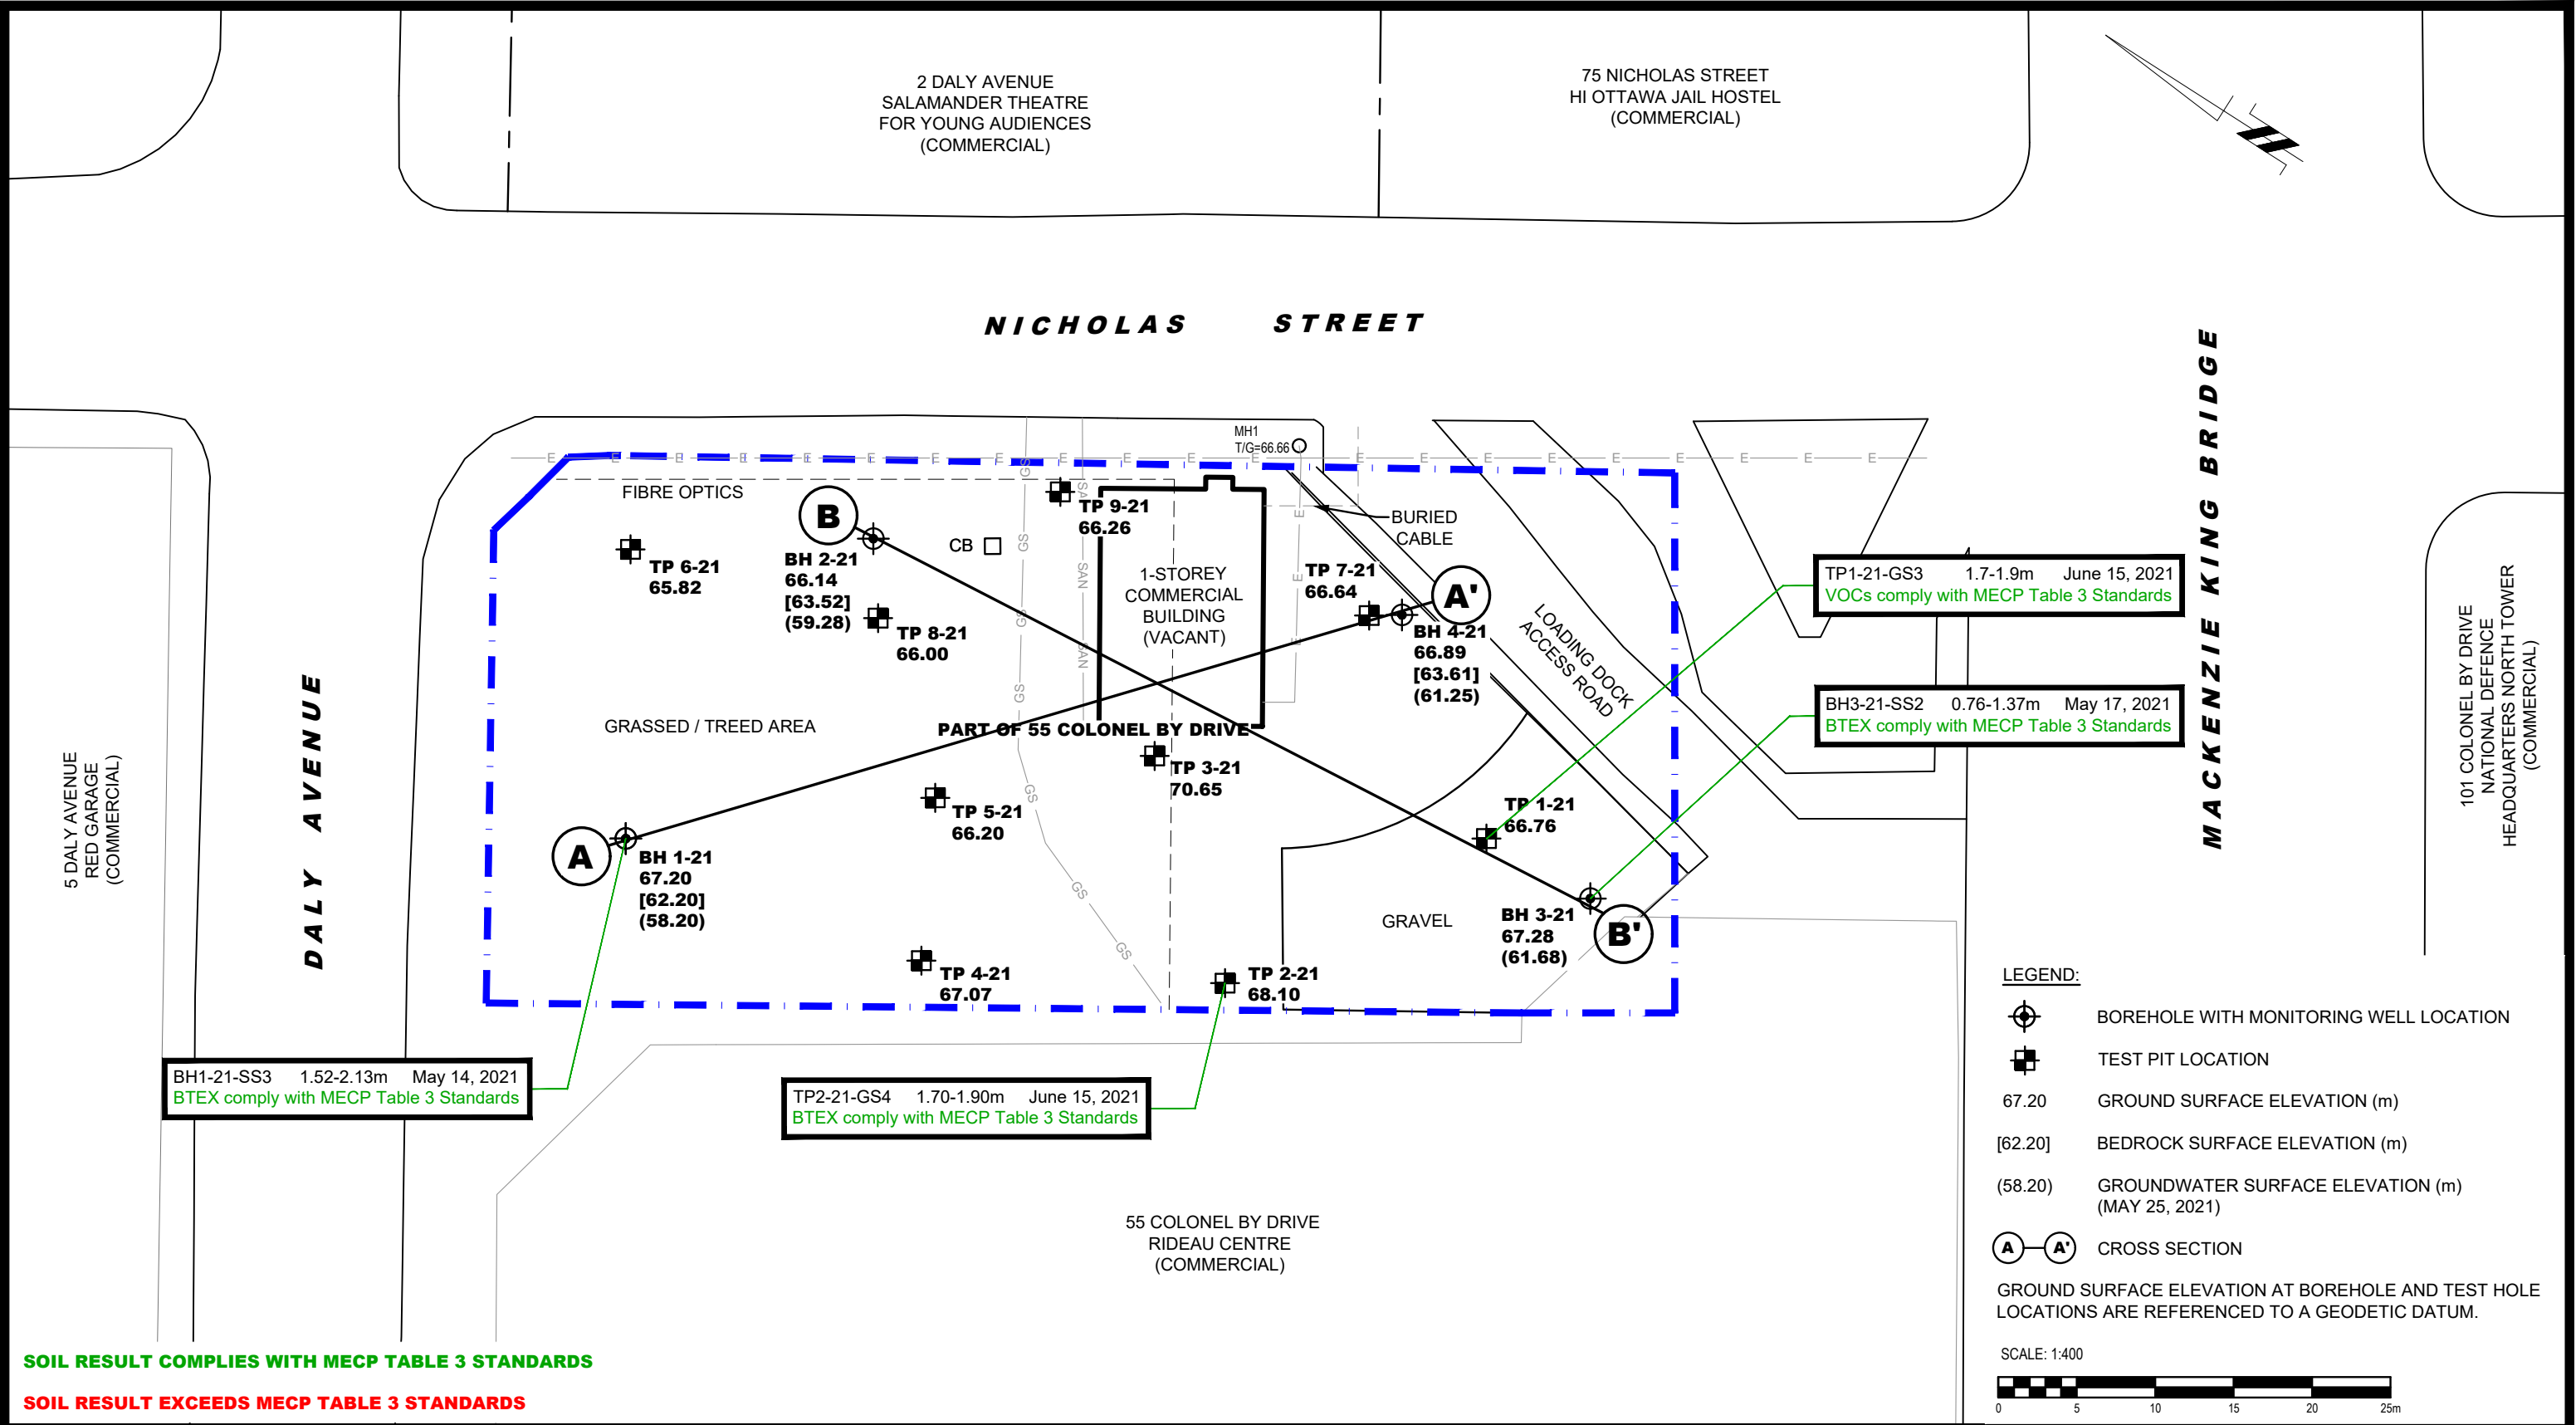 2 DALY AVENUE
SALAMANDER THEATRE
FOR YOUNG AUDIENCES
(COMMERCIAL)
75 NICHOLAS STREET
HI OTTAWA JAIL HOSTEL
(COMMERCIAL)
NICHOLAS STREET
MACKENZIE KING BRIDGE
DALY AVENUE
5 DALY AVENUE
RED GARAGE
(COMMERCIAL)
101 COLONEL BY DRIVE
NATIONAL DEFENCE
HEADQUARTERS NORTH TOWER
(COMMERCIAL)
MH1
T/G=66.66
E E E E E E E E E E E E E E E E E E E E E
FIBRE OPTICS
B
TP 9-21
66.26
BURIED
CABLE
CB
TP 6-21
65.82
BH 2-21
66.14
[63.52]
(59.28)
TP 8-21
66.00
1-STOREY
COMMERCIAL
BUILDING
(VACANT)
TP 7-21
66.64
A'
BH 4-21
66.89
[63.61]
(61.25)
LOADING DOCK
ACCESS ROAD
GS
GS
GS
GS
GS
GS
GS
SAN
SAN
SAN
E
E
E
TP1-21-GS3 1.7-1.9m June 15, 2021
VOCs comply with MECP Table 3 Standards
BH3-21-SS2 0.76-1.37m May 17, 2021
BTEX comply with MECP Table 3 Standards
GRASSED / TREED AREA
PART OF 55 COLONEL BY DRIVE
TP 3-21
70.65
TP 5-21
66.20
TP 1-21
66.76
A
BH 1-21
67.20
[62.20]
(58.20)
GRAVEL
BH 3-21
67.28
(61.68)
B'
TP 4-21
67.07
TP 2-21
68.10
BH1-21-SS3 1.52-2.13m May 14, 2021
BTEX comply with MECP Table 3 Standards
TP2-21-GS4 1.70-1.90m June 15, 2021
BTEX comply with MECP Table 3 Standards
55 COLONEL BY DRIVE
RIDEAU CENTRE
(COMMERCIAL)
LEGEND:
BOREHOLE WITH MONITORING WELL LOCATION
TEST PIT LOCATION
67.20 GROUND SURFACE ELEVATION (m)
[62.20] BEDROCK SURFACE ELEVATION (m)
(58.20) GROUNDWATER SURFACE ELEVATION (m)
(MAY 25, 2021)
A A' CROSS SECTION
GROUND SURFACE ELEVATION AT BOREHOLE AND TEST HOLE
LOCATIONS ARE REFERENCED TO A GEODETIC DATUM.
SCALE: 1:400
0 5 10 15 20 25m
SOIL RESULT COMPLIES WITH MECP TABLE 3 STANDARDS
SOIL RESULT EXCEEDS MECP TABLE 3 STANDARDS